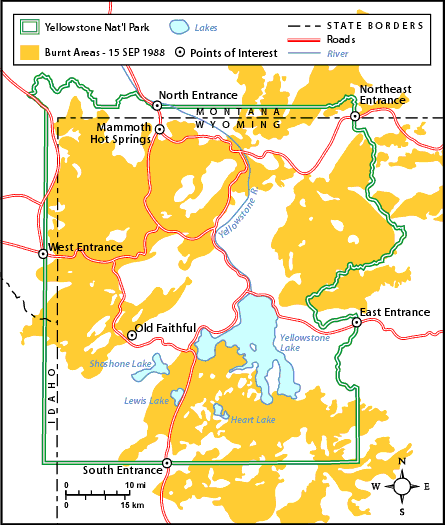 Yellowstone Nat'l Park
Lakes
STATE BORDERS
Roads
Burnt Areas - 15 SEP 1988
Points of Interest
River
North Entrance
Northeast
Entrance
MONTANA
WYOMING
Mammoth
Hot Springs
Yellowstone R.
West Entrance
East Entrance
Old Faithful
Yellowstone
Lake
Shoshone Lake
IDAHO
Lewis Lake
Heart Lake
South Entrance
N
W
E
S
0
10 mi
0
15 km